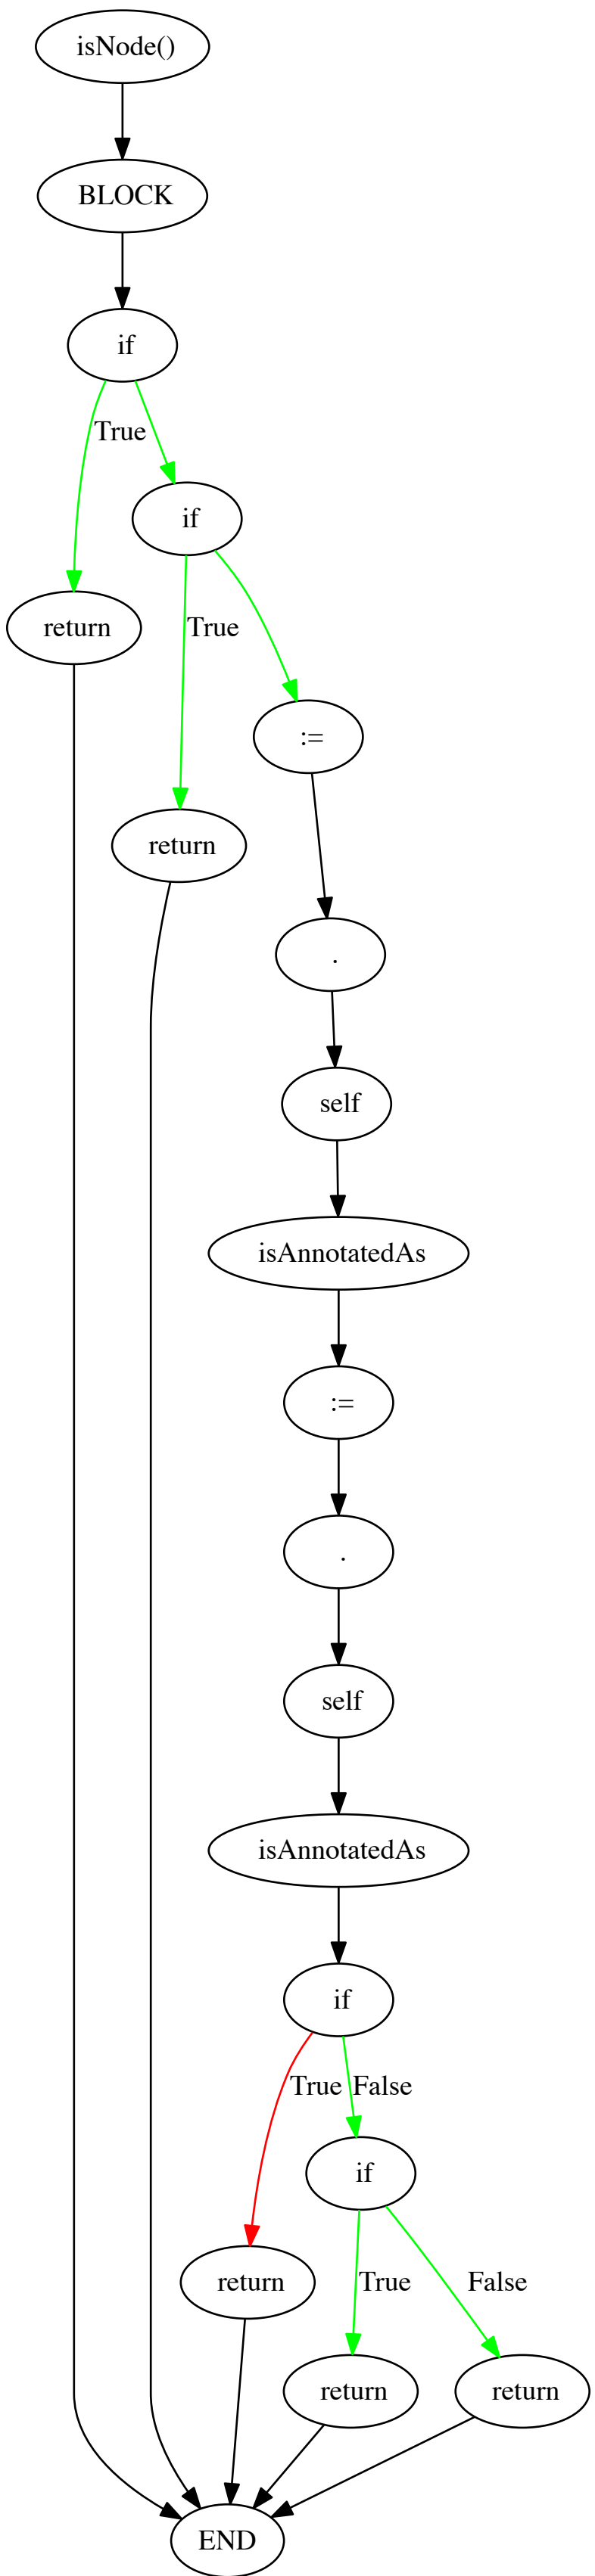 isNode()
BLOCK
if
True
if
return
True
:=
return
.
self
isAnnotatedAs
:=
.
self
isAnnotatedAs
if
True
False
if
return
True
False
return
return
END